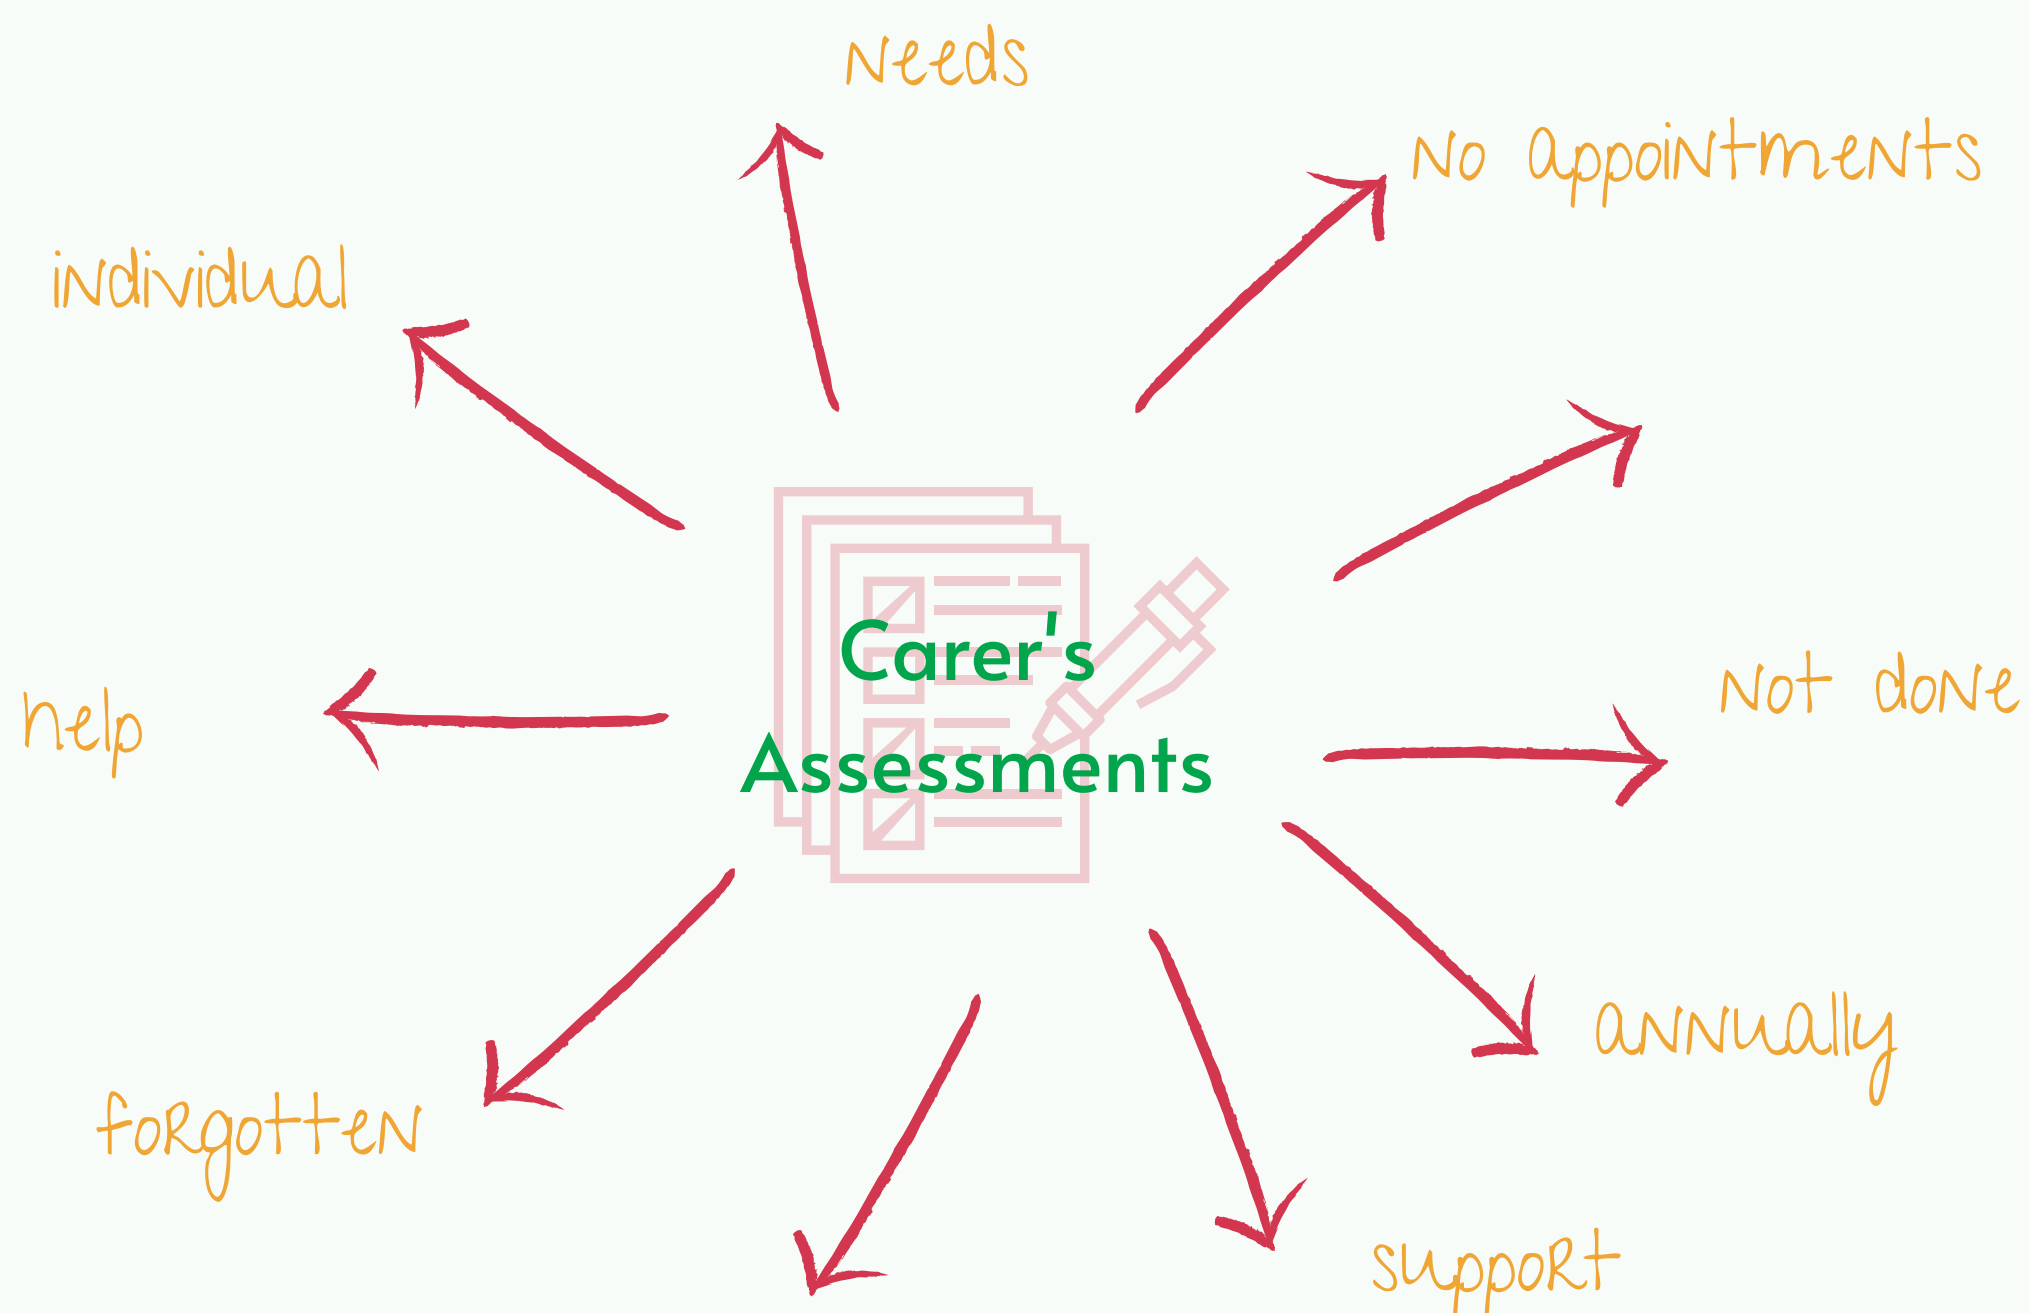 Needs
No appointments
individual
Carer's
Assessments
Not done
help
annually
forgotten
support